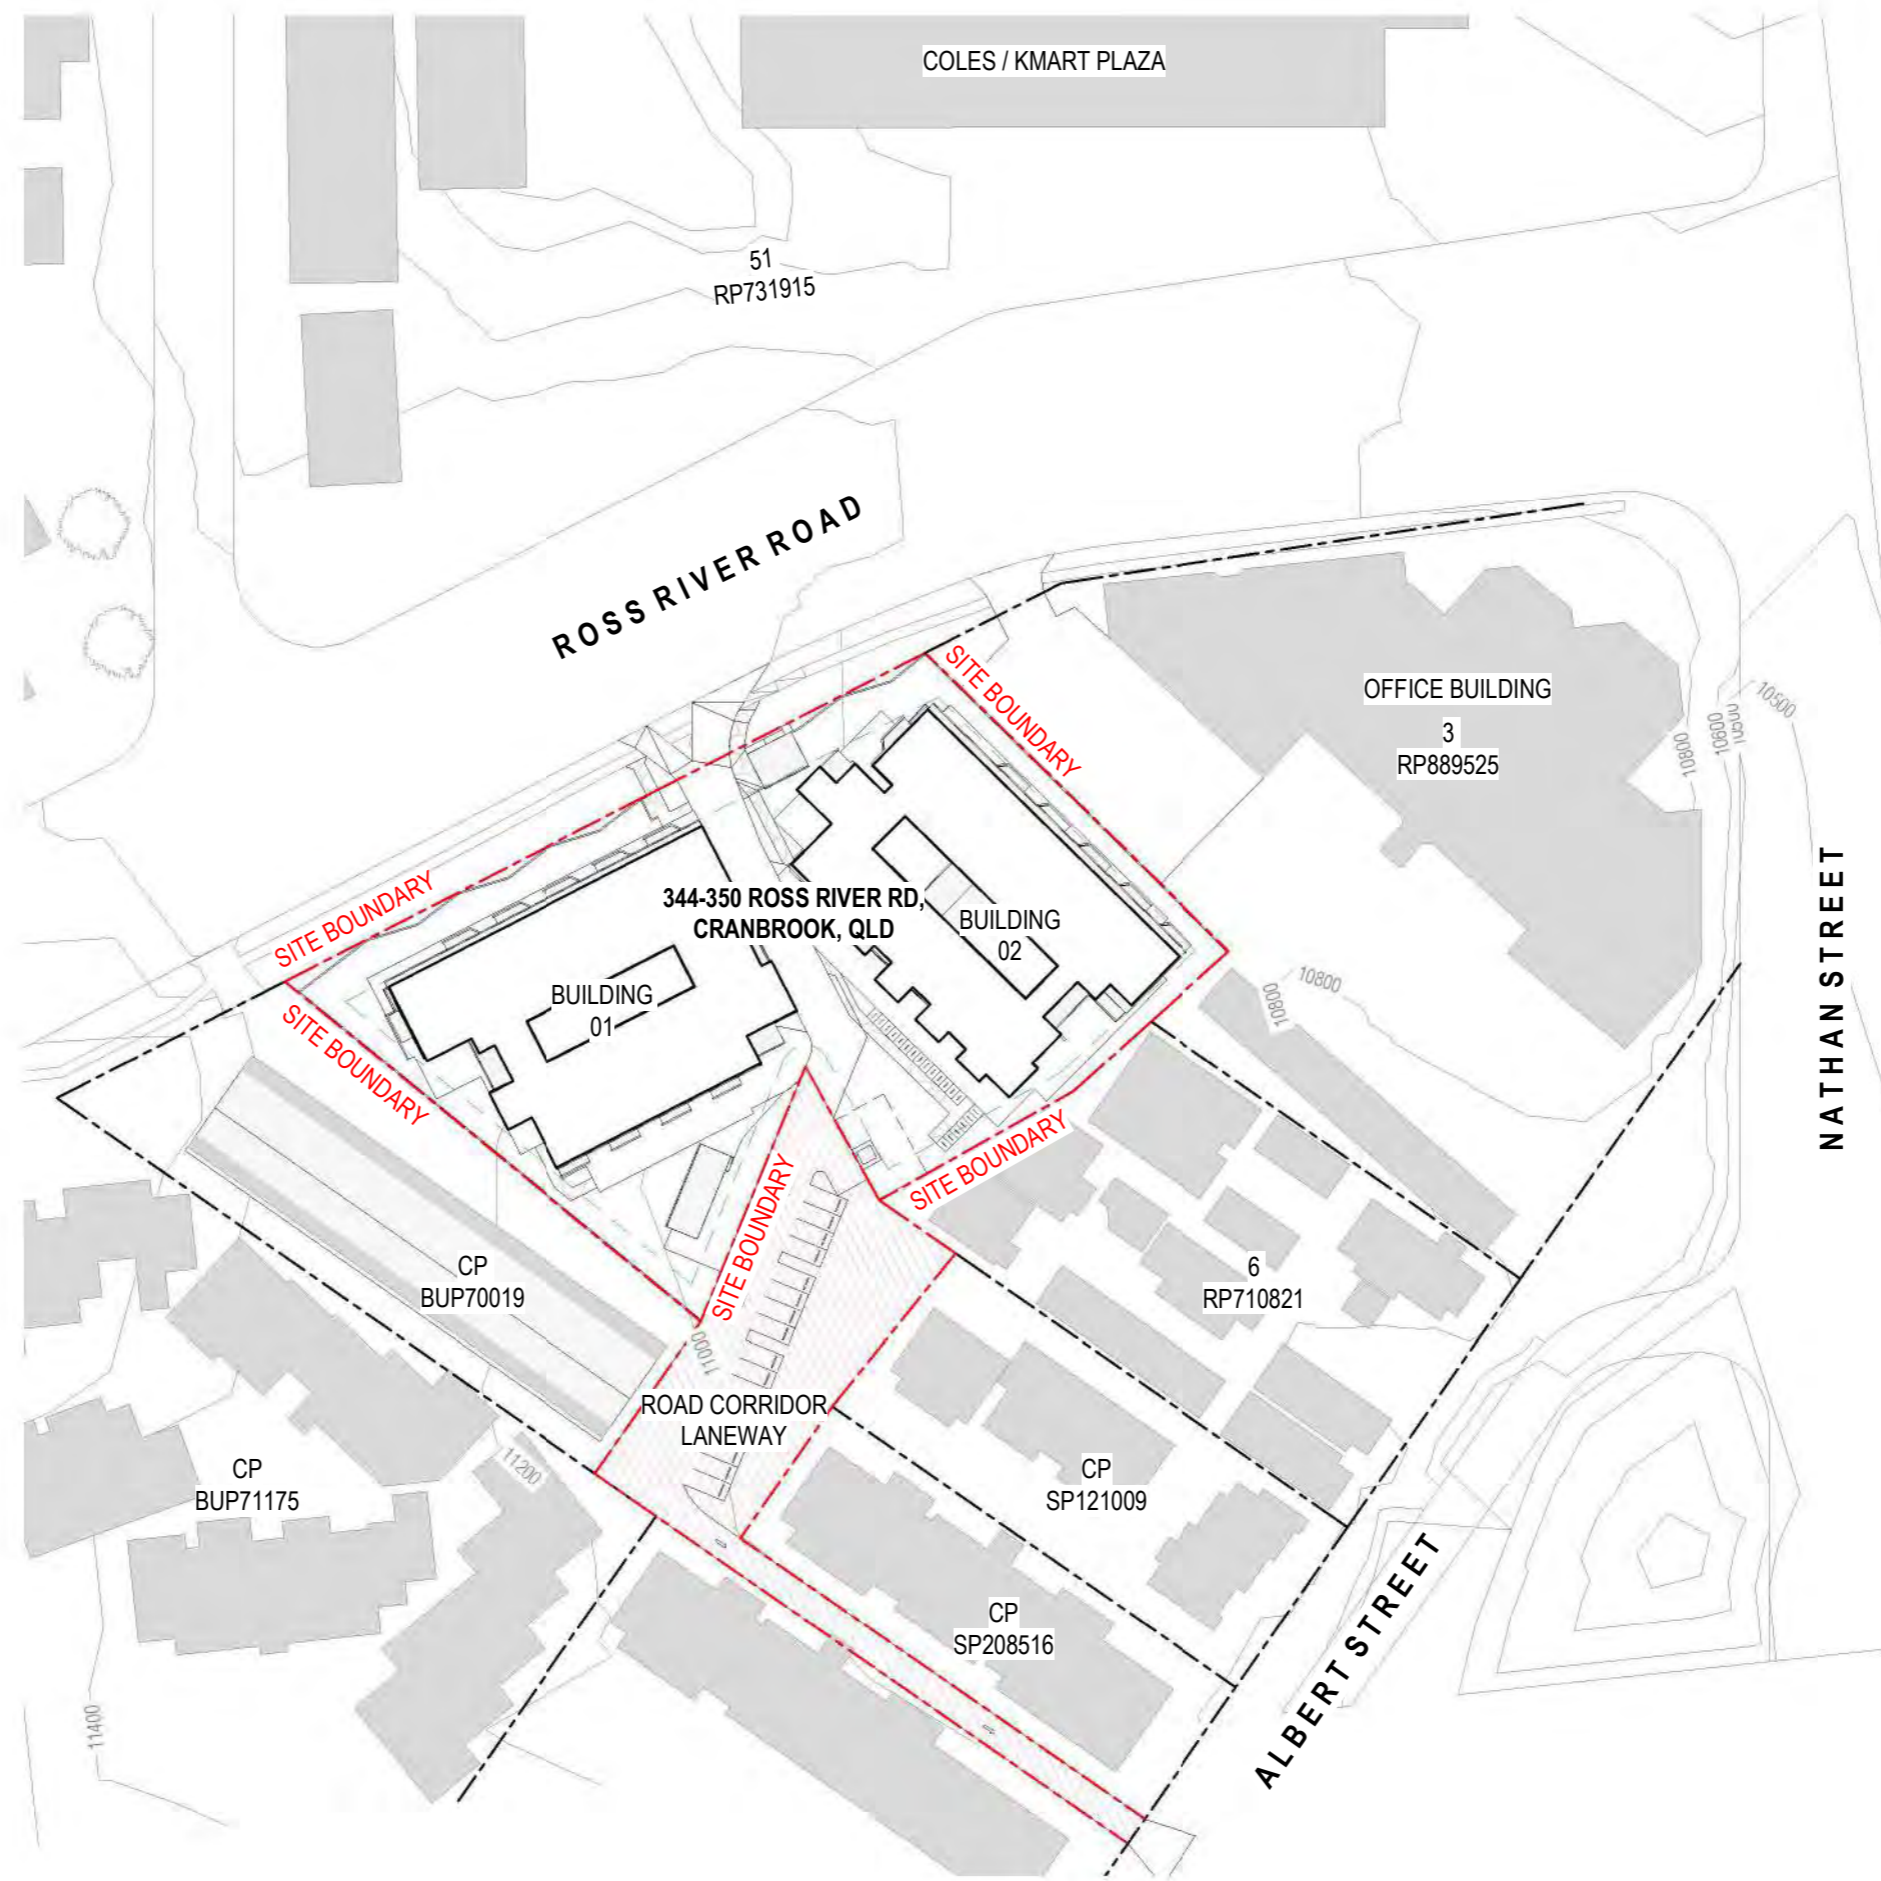 COLES / KMART PLAZA
51
RP731915
ROSS RIVER ROAD
SITE BOUNDARY
OFFICE BUILDING
3
RP889525
10500
10600
10800
NATHAN STREET
SITE BOUNDARY
344-350 ROSS RIVER RD,
CRANBROOK, QLD
BUILDING
02
BUILDING
01
10800
10800
SITE BOUNDARY
SITE BOUNDARY
SITE BOUNDARY
CP
BUP70019
6
RP710821
11000
ROAD CORRIDOR
LANEWAY
CP
BUP71175
11200
CP
SP121009
CP
SP208516
ALBERT STREET
11400